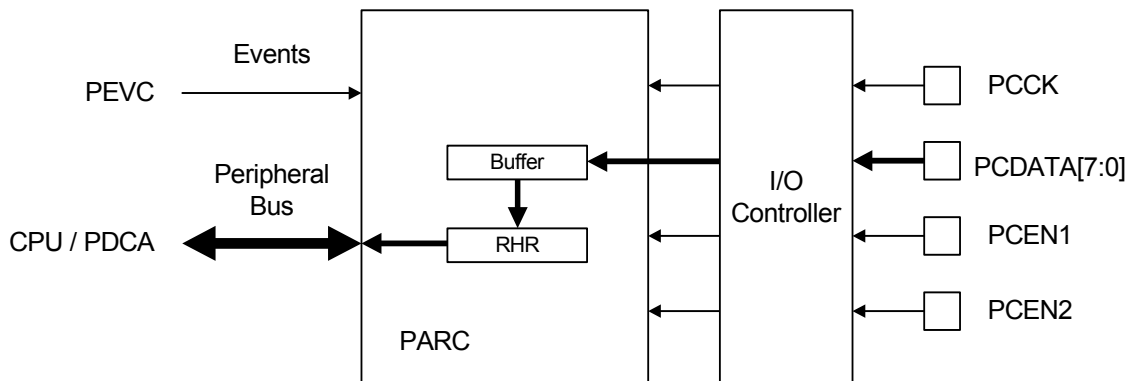 Events
PEVC
Peripheral
Bus
CPU / PDCA
Buffer
RHR
PARC
I/O
Controller
PCCK
PCDATA[7:0]
PCEN1
PCEN2